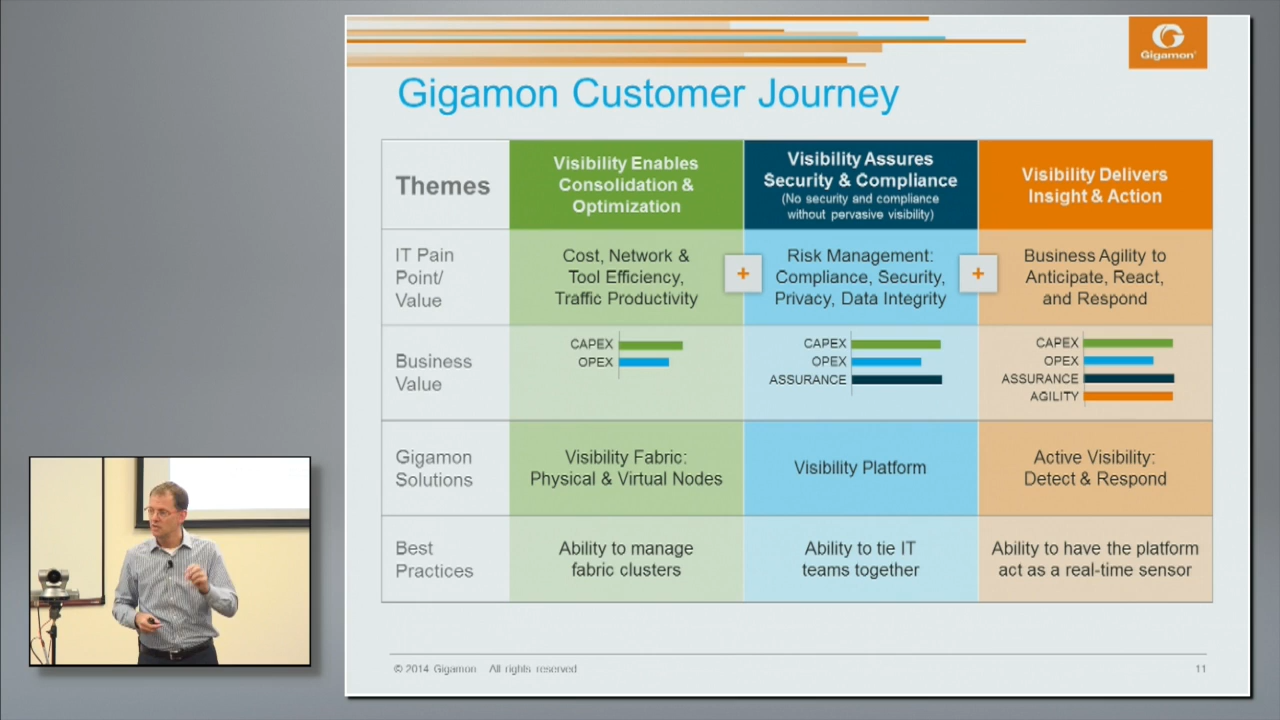 Gigamon®
Gigamon Customer Journey
Themes
Visibility Enables
Consolidation &
Optimization
Visibility Assures
Security & Compliance
(No security and compliance
without pervasive visibility)
Visibility Delivers
Insight & Action
IT Pain
Point/
Value
Cost, Network &
Tool Efficiency,
Traffic Productivity
+
Risk Management:
Compliance, Security,
Privacy, Data Integrity
+
Business Agility to
Anticipate, React,
and Respond
Business
Value
CAPEX
OPEX
CAPEX
OPEX
ASSURANCE
CAPEX
OPEX
ASSURANCE
AGILITY
Gigamon
Solutions
Visibility Fabric:
Physical & Virtual Nodes
Visibility Platform
Active Visibility:
Detect & Respond
Best
Practices
Ability to manage
fabric clusters
Ability to tie IT
teams together
Ability to have the platform
act as a real-time sensor
© 2014 Gigamon All rights reserved
11